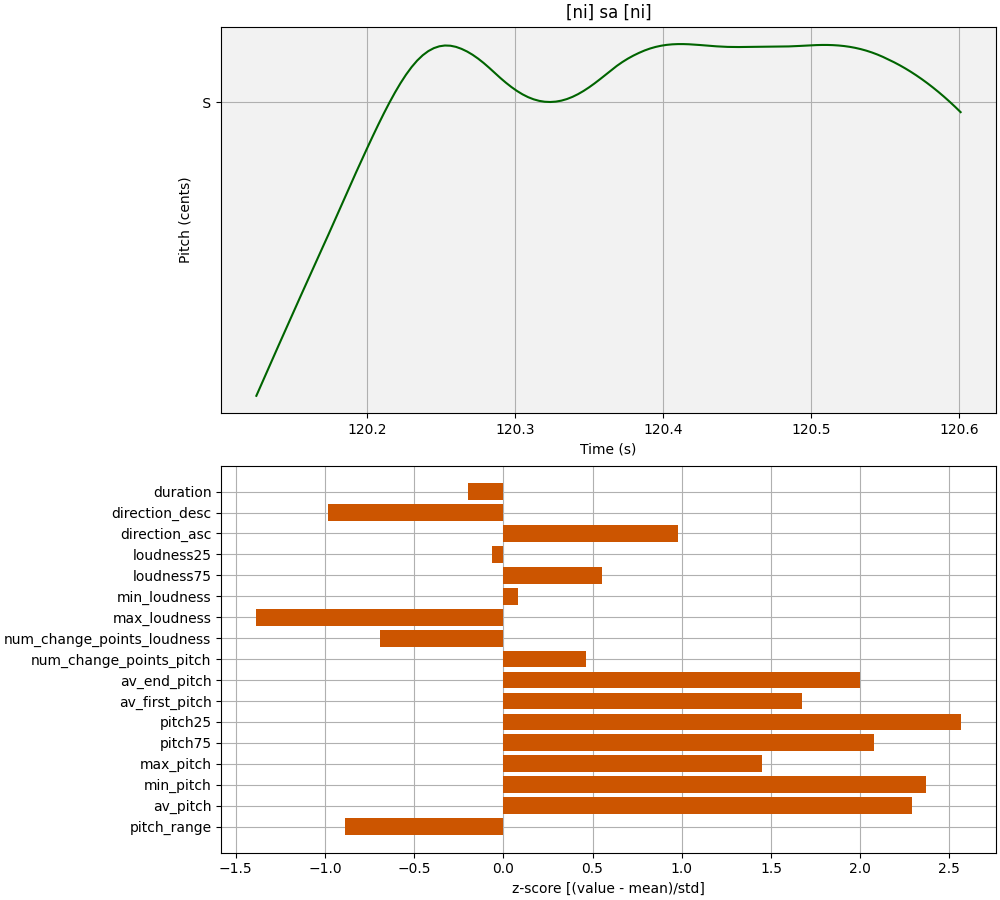 [ni] sa [ni]
S
Pitch (cents)
120.2 120.3 120.4 120.5 120.6
Time (s)
duration
direction_desc
direction_asc
loudness25
loudness75
min_loudness
max_loudness
num_change_points_loudness
num_change_points_pitch
av_end_pitch
av_first_pitch
pitch25
pitch75
max_pitch
min_pitch
av_pitch
pitch_range
−1.5 −1.0 −0.5 0.0 0.5 1.0 1.5 2.0 2.5
z-score [(value - mean)/std]